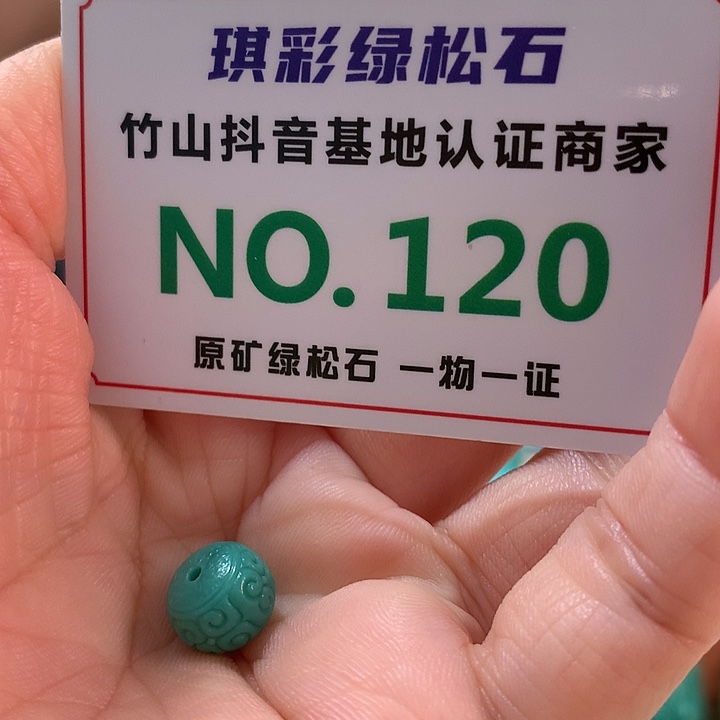 琪彩绿松石
竹山抖音基地认证商家
NO.120
原矿绿松石 一物一证